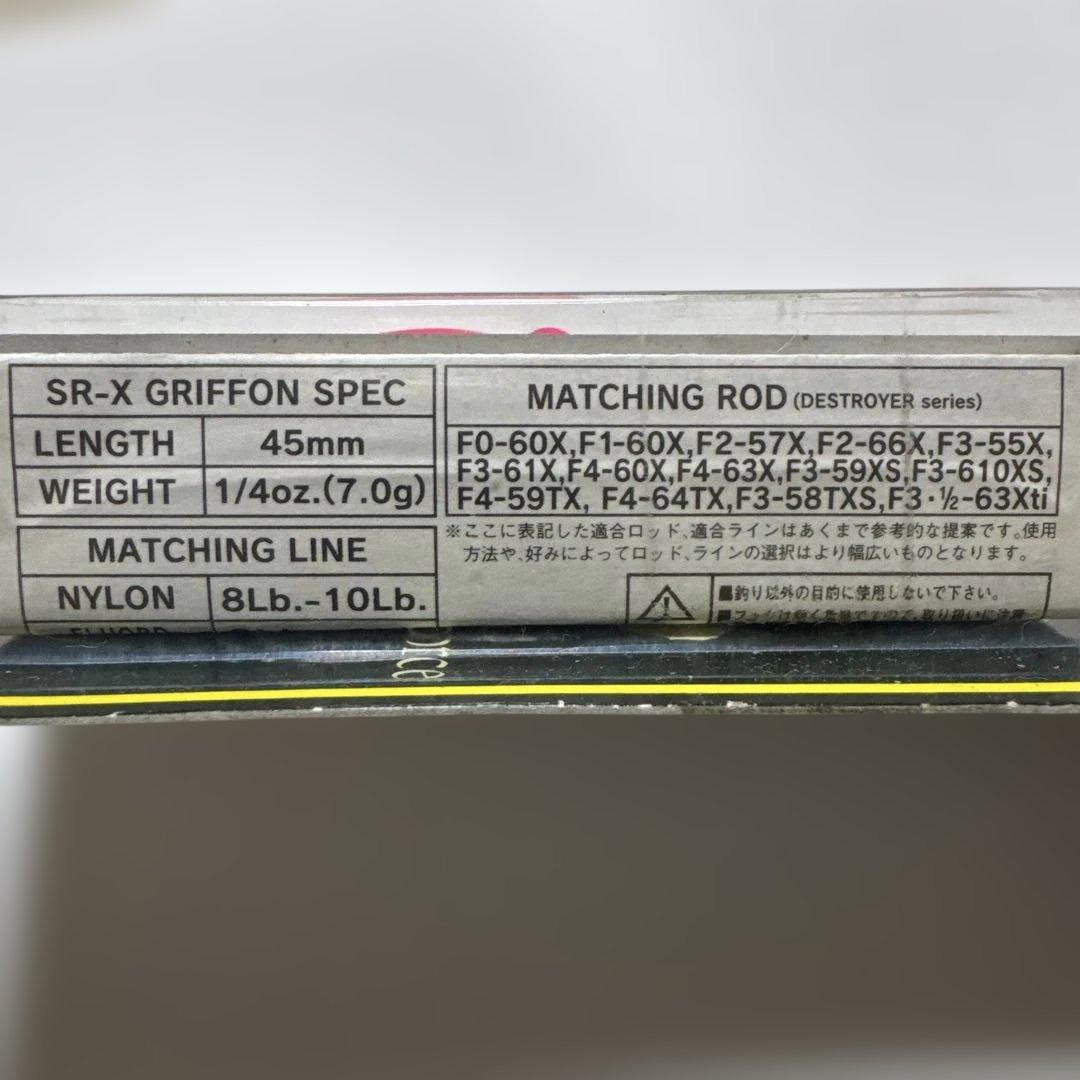 SR-X GRIFFON SPEC
LENGTH 45mm
WEIGHT 1/4oz.(7.0g)
MATCHING LINE
NYLON 8Lb.-10Lb.
MATCHING ROD (DESTROYER series)
F0-60X,F1-60X,F2-57X,F2-66X,F3-55X,
F3-61X,F4-60X,F4-63X,F3-59XS,F3-610XS,
F4-59TX, F4-64TX,F3-58TXS,F3・½-63Xti
※ここに表記した適合ロッド、適合ラインはあくまで参考的な提案です。使用
方法や、好みによってロッド、ラインの選択はより幅広いものとなります。
■釣り以外の目的に使用しないで下さい。